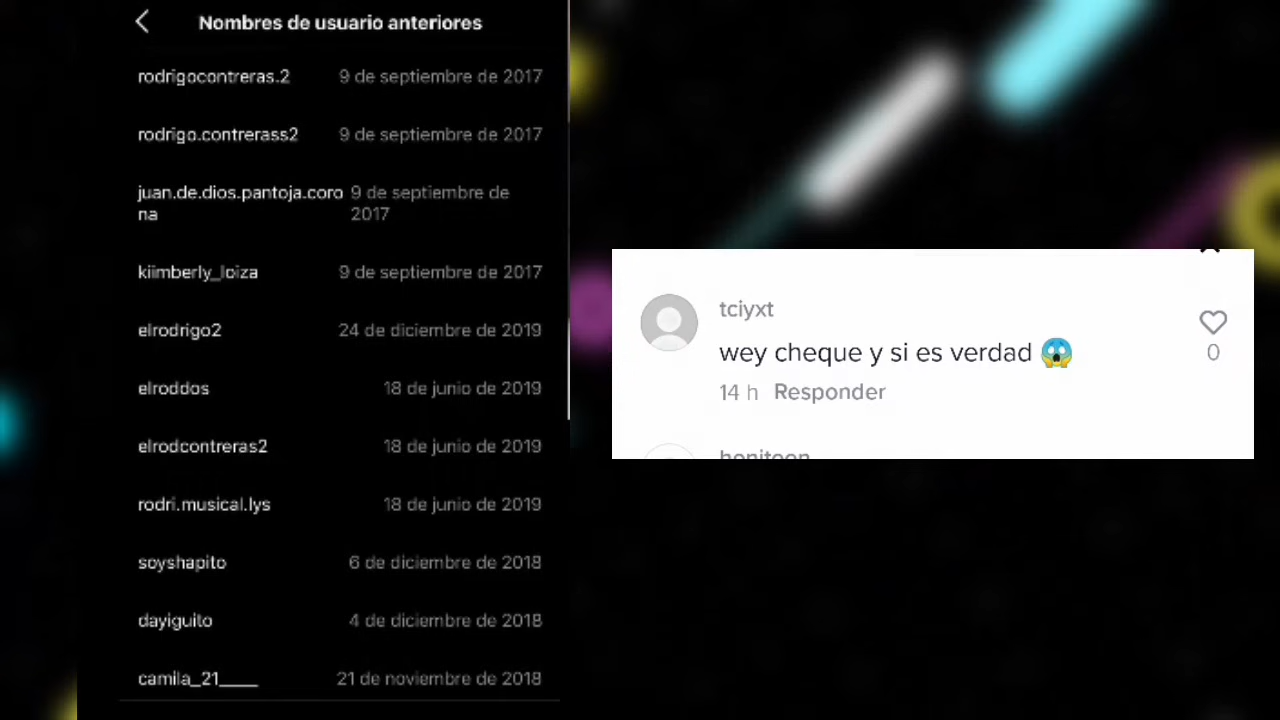 Nombres de usuario anteriores
rodrigocontreras.2 9 de septiembre de 2017
rodrigo.contrerass2 9 de septiembre de 2017
juan.de.dios.pantoja.coro 9 de septiembre de
na 2017
kiimberly_loiza 9 de septiembre de 2017
elrodrigo2 24 de diciembre de 2019
elroddos 18 de junio de 2019
elrodcontreras2 18 de junio de 2019
rodri.musical.lys 18 de junio de 2019
soyshapito 6 de diciembre de 2018
dayiguito 4 de diciembre de 2018
camila_21____ 21 de noviembre de 2018
tciyxt
wey cheque y si es verdad 😱
0
14 h Responder